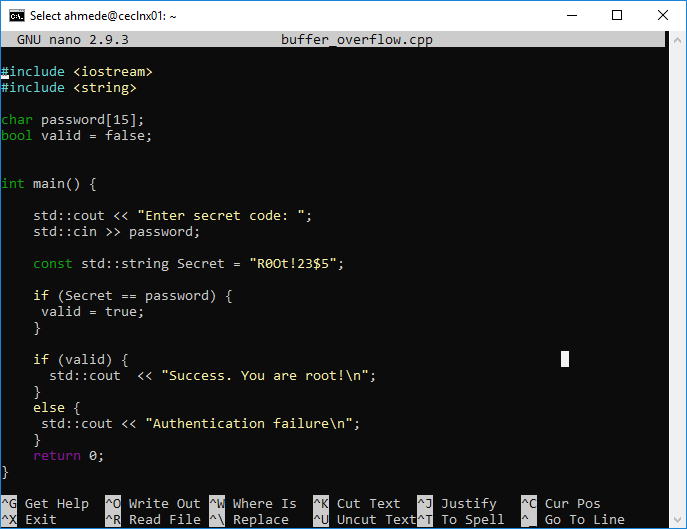 Select ahmede@ceclnx01: ~
GNU nano 2.9.3 buffer_overflow.cpp
#include <iostream>
#include <string>
char password[15];
bool valid = false;
int main() {
std::cout << "Enter secret code: ";
std::cin >> password;
const std::string Secret = "R0Ot!23$5";
if (Secret == password) {
valid = true;
}
if (valid) {
std::cout  << "Success. You are root!\n";
}
else {
std::cout << "Authentication failure\n";
}
return 0;
}
^G Get Help ^O Write Out ^W Where Is ^K Cut Text ^J Justify ^C Cur Pos
^X Exit ^R Read File ^\ Replace ^U Uncut Text ^T To Spell ^_ Go To Line